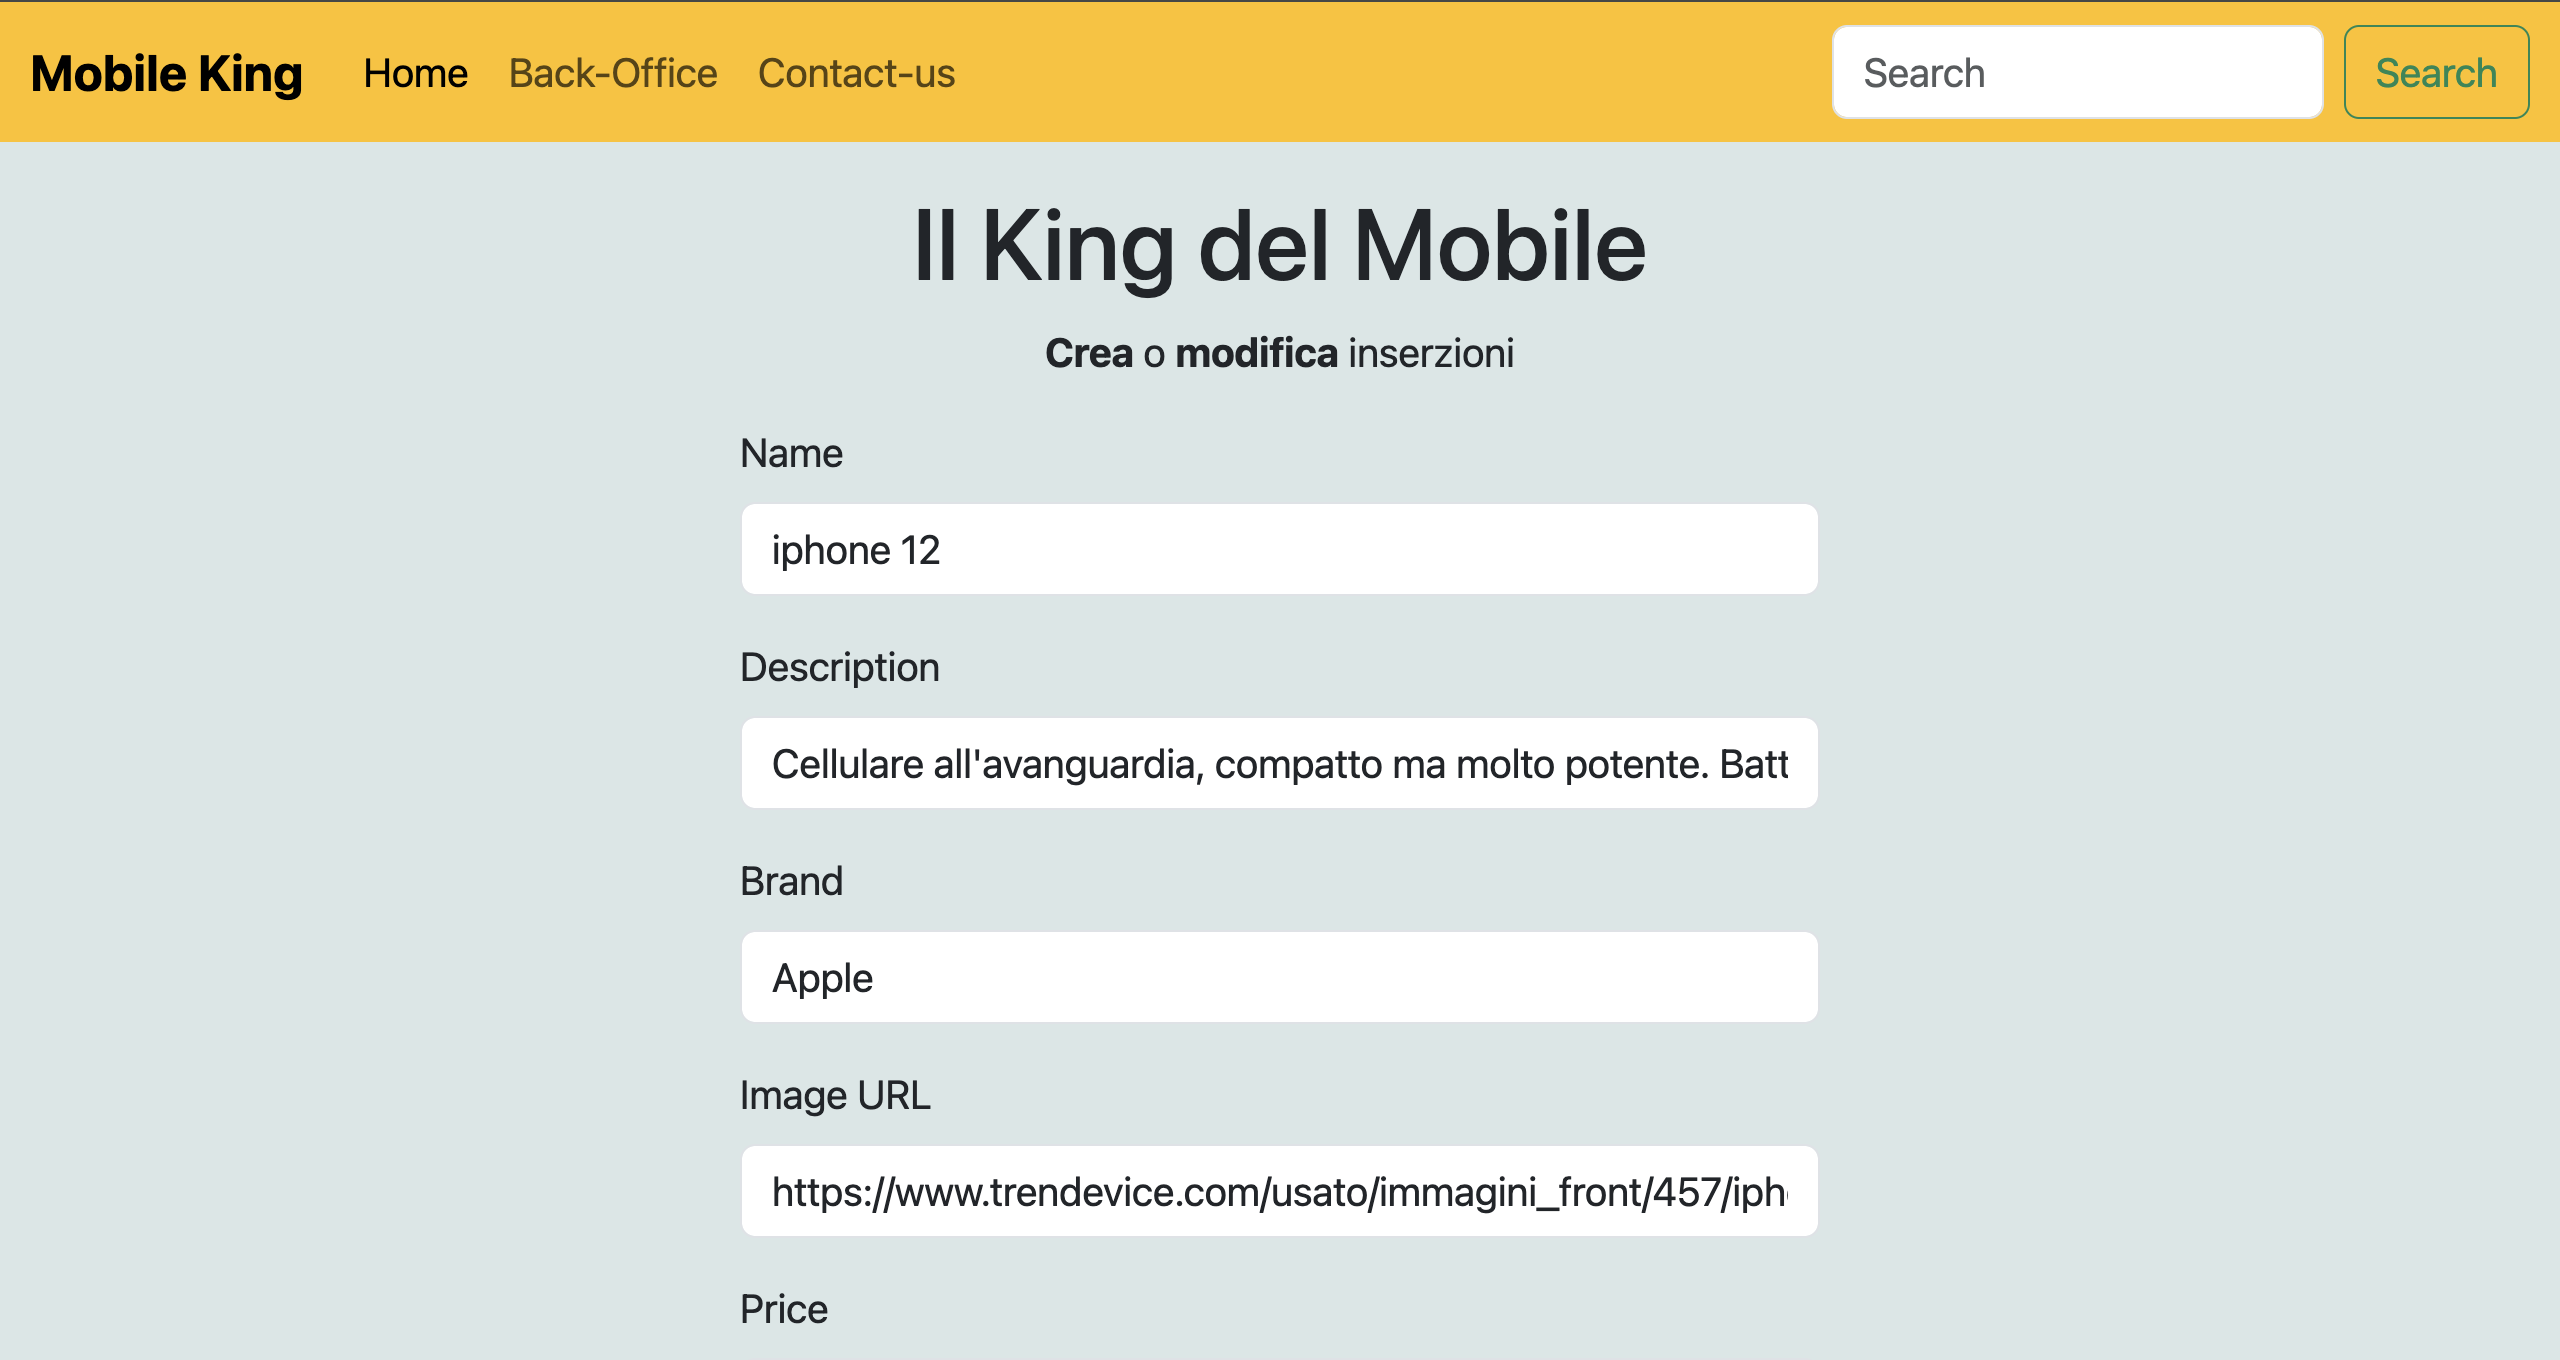 Mobile King Home Back-Office Contact-us Search Search
Il King del Mobile
Crea o modifica inserzioni
Name
iphone 12
Description
Cellulare all'avanguardia, compatto ma molto potente. Batt
Brand
Apple
Image URL
https://www.trendevice.com/usato/immagini_front/457/iph
Price